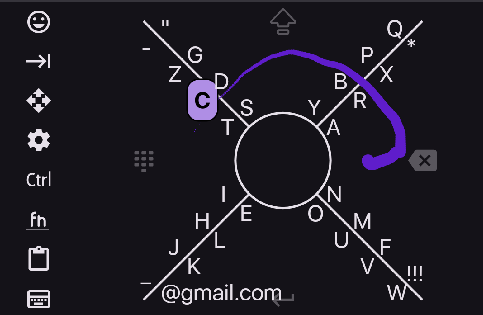 " Q
- G P *
Z D B X
C S Y R
T A
Ctrl
I N
E O
fn H M
L U
J F
K V
_ !!!
@gmail.com W